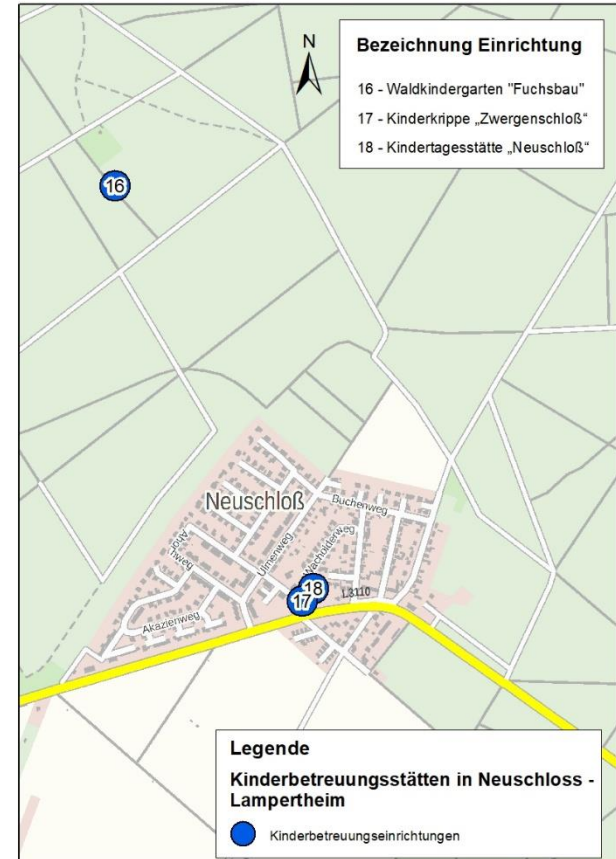 N
Bezeichnung Einrichtung
16 - Waldkindergarten "Fuchsbau"
17 - Kinderkrippe „Zwergenschloß“
18 - Kindertagesstätte „Neuschloß“
16
Neuschloß
Buchenweg
Wacholderweg
Ulmenweg
Ahornweg
Akazienweg
18
17
L3110
Legende
Kinderbetreuungsstätten in Neuschloss -
Lampertheim
Kinderbetreuungseinrichtungen